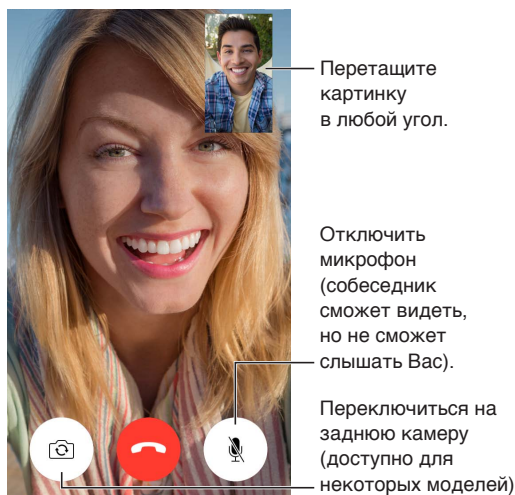 Перетащите
картинку
в любой угол.
Отключить
микрофон
(собеседник
сможет видеть,
но не сможет
слышать Вас).
Переключиться на
заднюю камеру
(доступно для
некоторых моделей)